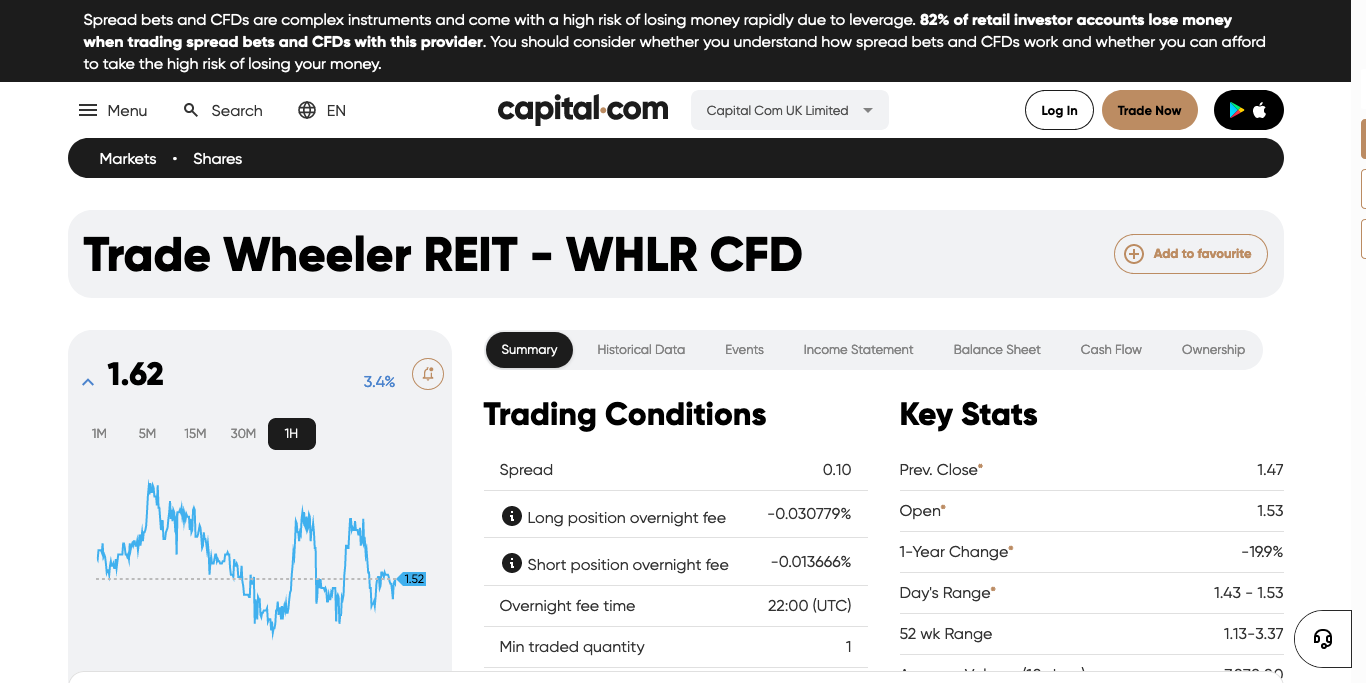 Spread bets and CFDs are complex instruments and come with a high risk of losing money rapidly due to leverage. 82% of retail investor accounts lose money
when trading spread bets and CFDs with this provider. You should consider whether you understand how spread bets and CFDs work and whether you can afford
to take the high risk of losing your money.
Menu
Search
EN
capital.com
Capital Com UK Limited
Log In
Trade Now
Markets • Shares
Trade Wheeler REIT - WHLR CFD
Add to favourite
1.62
3.4%
1M 5M 15M 30M 1H
1.52
Summary Historical Data Events Income Statement Balance Sheet Cash Flow Ownership
Trading Conditions
Spread 0.10
Long position overnight fee -0.030779%
Short position overnight fee -0.013666%
Overnight fee time 22:00 (UTC)
Min traded quantity 1
Key Stats
Prev. Close* 1.47
Open* 1.53
1-Year Change* -19.9%
Day's Range* 1.43 - 1.53
52 wk Range 1.13-3.37